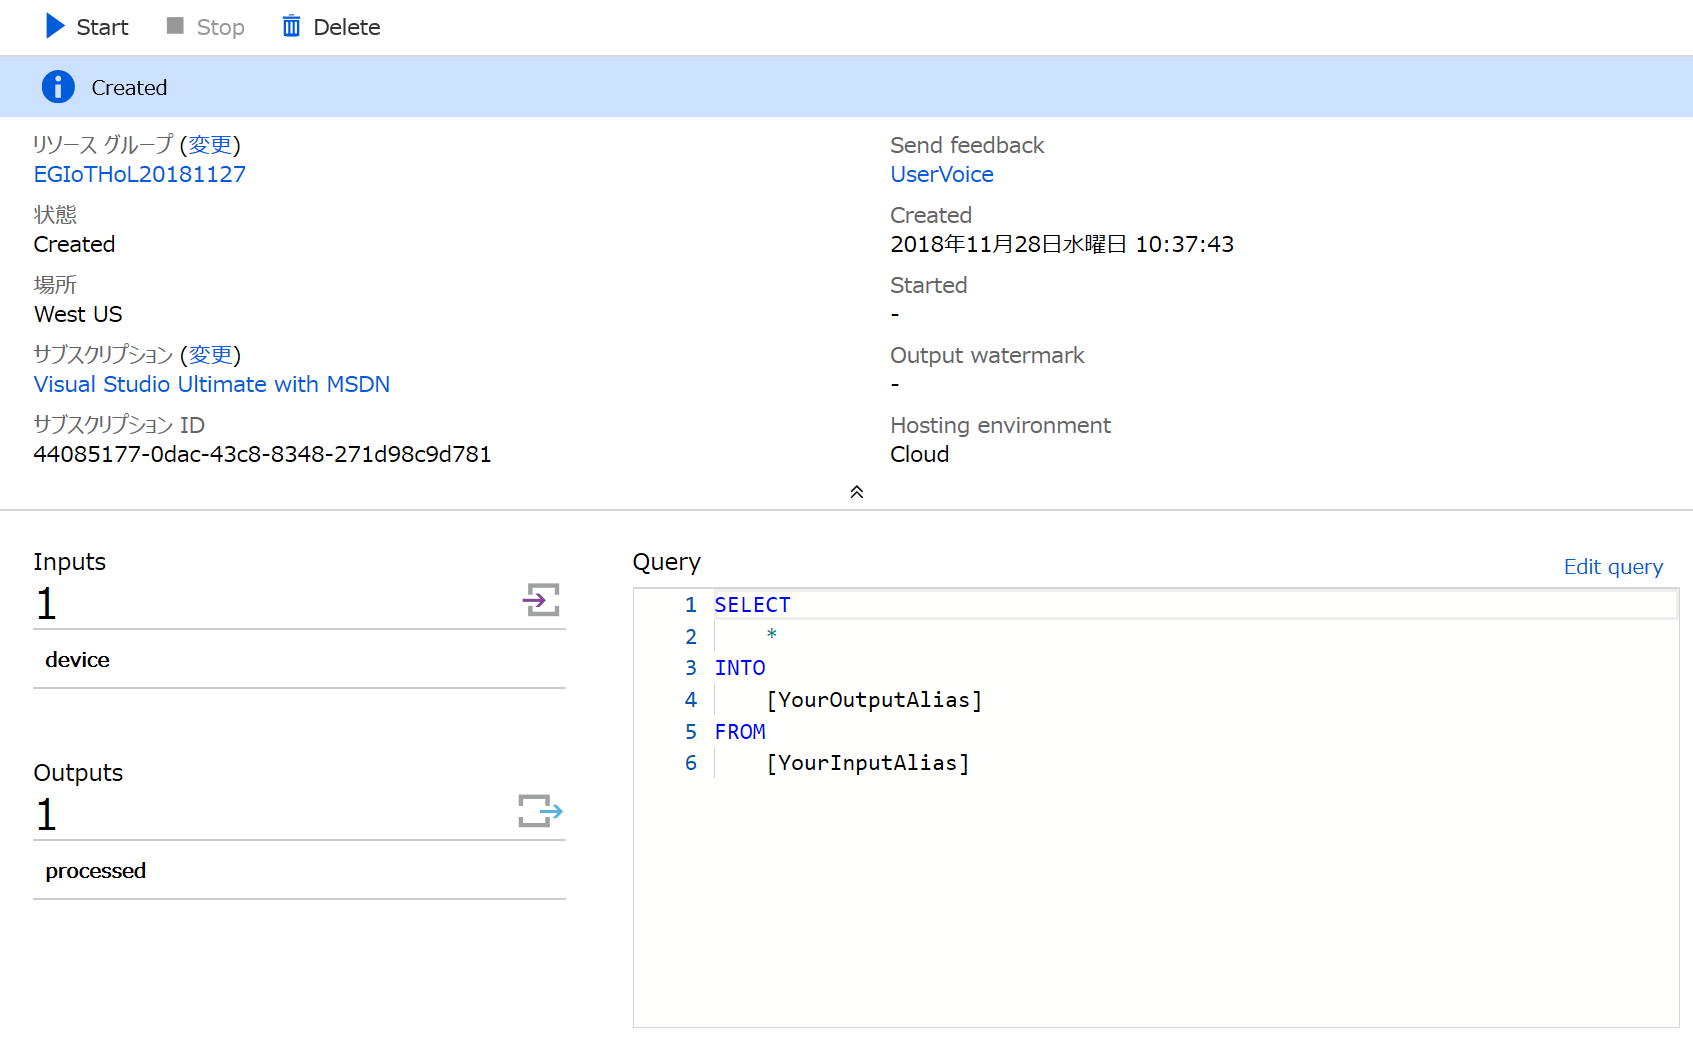 Start Stop Delete
Created
リソース グループ (変更)
EGIoTHoL20181127
状態
Created
場所
West US
サブスクリプション (変更)
Visual Studio Ultimate with MSDN
サブスクリプション ID
44085177-0dac-43c8-8348-271d98c9d781
Send feedback
UserVoice
Created
2018年11月28日水曜日 10:37:43
Started
-
Output watermark
-
Hosting environment
Cloud
Inputs
1
device
Outputs
1
processed
Query
Edit query
1 SELECT
2 *
3 INTO
4 [YourOutputAlias]
5 FROM
6 [YourInputAlias]